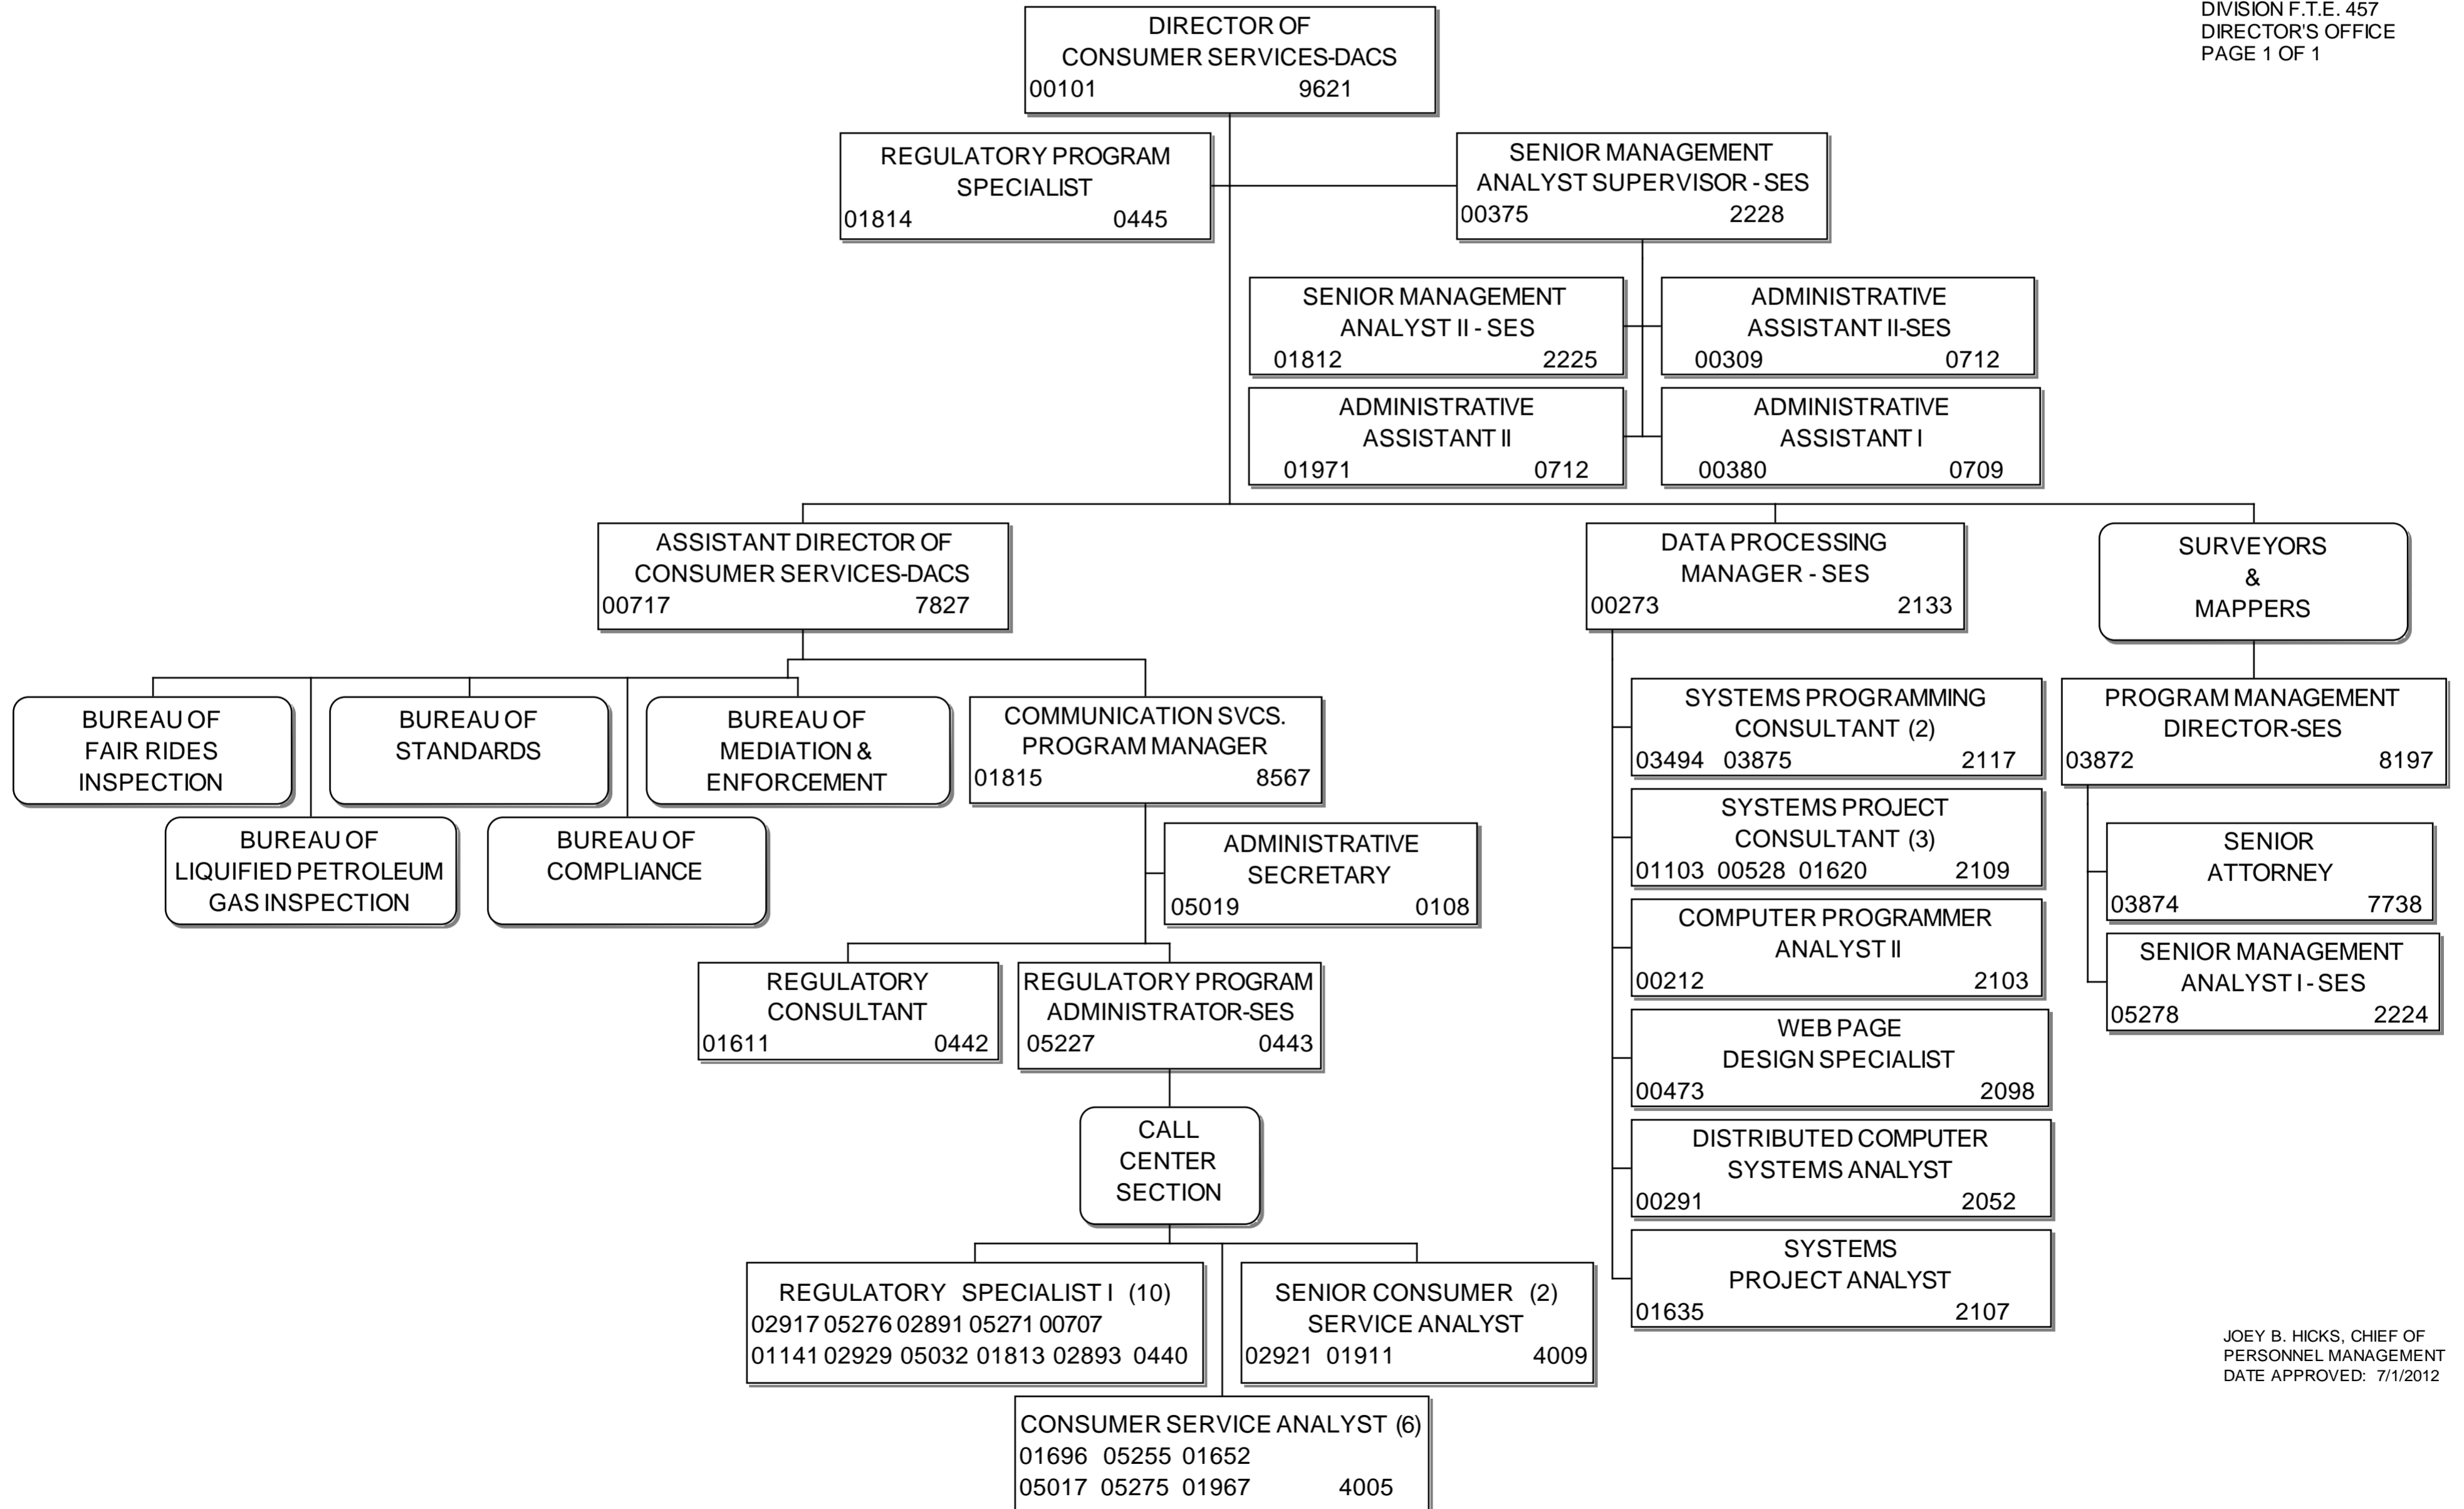 DIVISION F.T.E. 457
DIRECTOR'S OFFICE
PAGE 1 OF 1
DIRECTOR OF
CONSUMER SERVICES-DACS
00101 9621
REGULATORY PROGRAM
SPECIALIST
01814 0445
SENIOR MANAGEMENT
ANALYST SUPERVISOR - SES
00375 2228
SENIOR MANAGEMENT
ANALYST II - SES
01812 2225
ADMINISTRATIVE
ASSISTANT II-SES
00309 0712
ADMINISTRATIVE
ASSISTANT II
01971 0712
ADMINISTRATIVE
ASSISTANT I
00380 0709
ASSISTANT DIRECTOR OF
CONSUMER SERVICES-DACS
00717 7827
DATA PROCESSING
MANAGER - SES
00273 2133
SURVEYORS
&
MAPPERS
BUREAU OF
FAIR RIDES
INSPECTION
BUREAU OF
STANDARDS
BUREAU OF
MEDIATION &
ENFORCEMENT
COMMUNICATION SVCS.
PROGRAM MANAGER
01815 8567
BUREAU OF
LIQUIFIED PETROLEUM
GAS INSPECTION
BUREAU OF
COMPLIANCE
ADMINISTRATIVE
SECRETARY
05019 0108
REGULATORY
CONSULTANT
01611 0442
REGULATORY PROGRAM
ADMINISTRATOR-SES
05227 0443
CALL
CENTER
SECTION
REGULATORY SPECIALIST I (10)
02917 05276 02891 05271 00707
01141 02929 05032 01813 02893 0440
SENIOR CONSUMER (2)
SERVICE ANALYST
02921 01911 4009
CONSUMER SERVICE ANALYST (6)
01696 05255 01652
05017 05275 01967 4005
SYSTEMS PROGRAMMING
CONSULTANT (2)
03494 03875 2117
SYSTEMS PROJECT
CONSULTANT (3)
01103 00528 01620 2109
COMPUTER PROGRAMMER
ANALYST II
00212 2103
WEB PAGE
DESIGN SPECIALIST
00473 2098
DISTRIBUTED COMPUTER
SYSTEMS ANALYST
00291 2052
SYSTEMS
PROJECT ANALYST
01635 2107
PROGRAM MANAGEMENT
DIRECTOR-SES
03872 8197
SENIOR
ATTORNEY
03874 7738
SENIOR MANAGEMENT
ANALYST I - SES
05278 2224
JOEY B. HICKS, CHIEF OF
PERSONNEL MANAGEMENT
DATE APPROVED: 7/1/2012